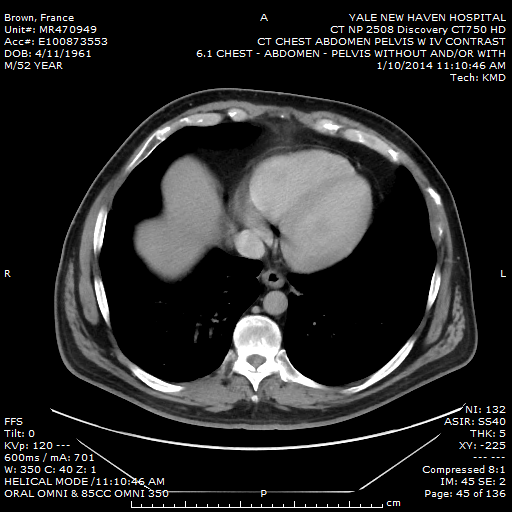 Brown, France
Unit#: MR470949
Acc#: E100873553
DOB: 4/11/1961
M/52 YEAR
A
YALE NEW HAVEN HOSPITAL
CT NP 2508 Discovery CT750 HD
CT CHEST ABDOMEN PELVIS W IV CONTRAST
6.1 CHEST - ABDOMEN - PELVIS WITHOUT AND/OR WITH
1/10/2014 11:10:46 AM
Tech: KMD
R
L
FFS
Tilt: 0
KVp: 120 ---
600ms / mA: 701
W: 350 C: 40 Z: 1
HELICAL MODE /11:10:46 AM
ORAL OMNI & 85CC OMNI 350
P
cm
NI: 132
ASIR: SS40
THK: 5
XY: -225
--- ---
Compressed 8:1
IM: 45 SE: 2
Page: 45 of 136